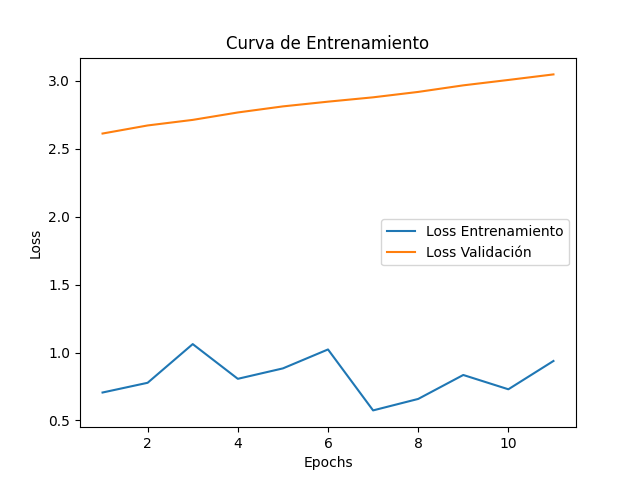 Curva de Entrenamiento
3.0
2.5
2.0
1.5
1.0
0.5
Loss
Loss Entrenamiento
Loss Validación
2
4
6
8
10
Epochs